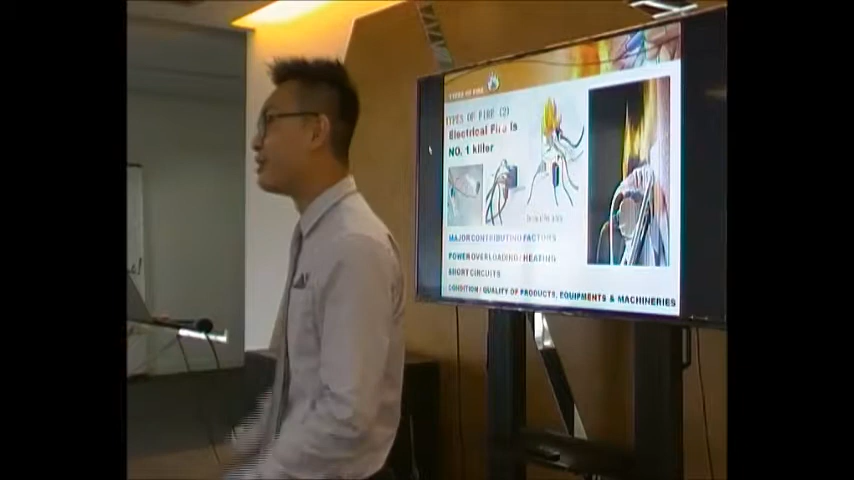 TYPES OF FIRE
TYPES OF FIRE (2)
Electrical Fire is
NO. 1 killer
MAJOR CONTRIBUTING FACTORS
POWER OVERLOADING / HEATING
SHORT CIRCUITS
CONDITION / QUALITY OF PRODUCTS, EQUIPMENTS & MACHINERIES